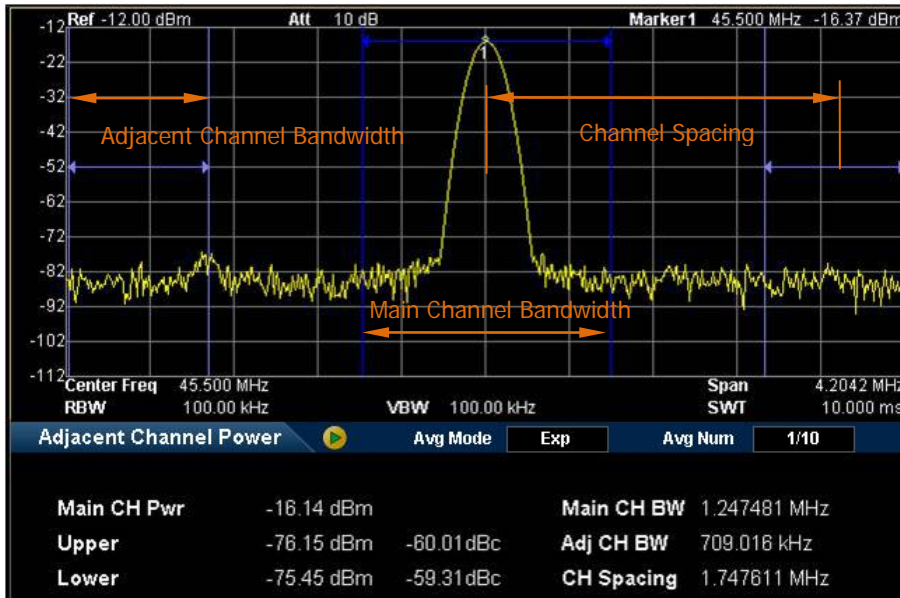 Ref -12.00 dBm Att 10 dB Marker1 45.500 MHz -16.37 dBm
-12
1
-22
-32
Adjacent Channel Bandwidth Channel Spacing
-42
-52
-62
-72
-82
-92
Main Channel Bandwidth
-102
-112
Center Freq 45.500 MHz Span 4.2042 MHz
RBW 100.00 kHz VBW 100.00 kHz SWT 10.000 ms
Adjacent Channel Power Avg Mode Exp Avg Num 1/10
Main CH Pwr -16.14 dBm Main CH BW 1.247481 MHz
Upper -76.15 dBm -60.01dBc Adj CH BW 709.016 kHz
Lower -75.45 dBm -59.31dBc CH Spacing 1.747611 MHz